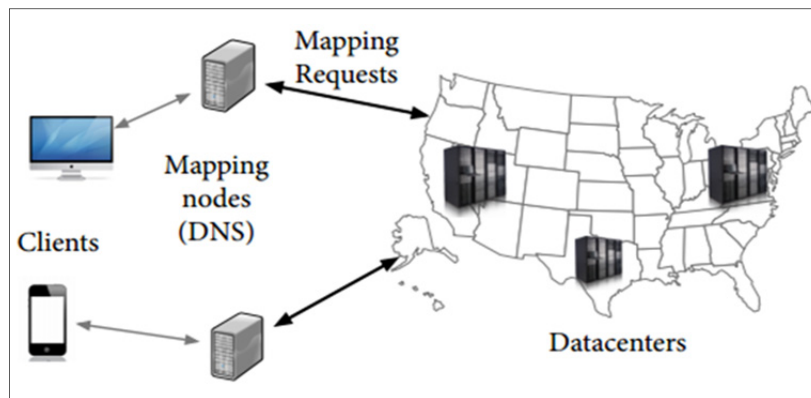 Mapping
Requests
Mapping
nodes
(DNS)
Clients
Datacenters